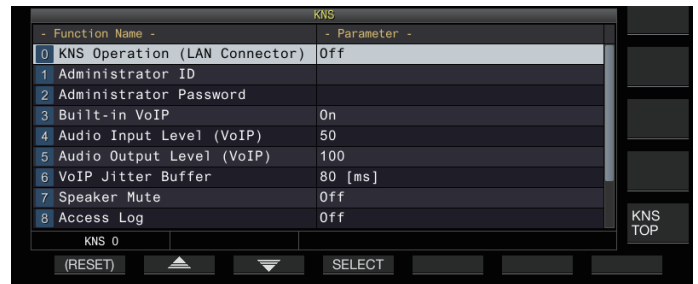 KNS
- Function Name - - Parameter -
0 KNS Operation (LAN Connector) Off
1 Administrator ID
2 Administrator Password
3 Built-in VoIP On
4 Audio Input Level (VoIP) 50
5 Audio Output Level (VoIP) 100
6 VoIP Jitter Buffer 80 [ms]
7 Speaker Mute Off
8 Access Log Off
KNS 0
KNS
TOP
(RESET) SELECT